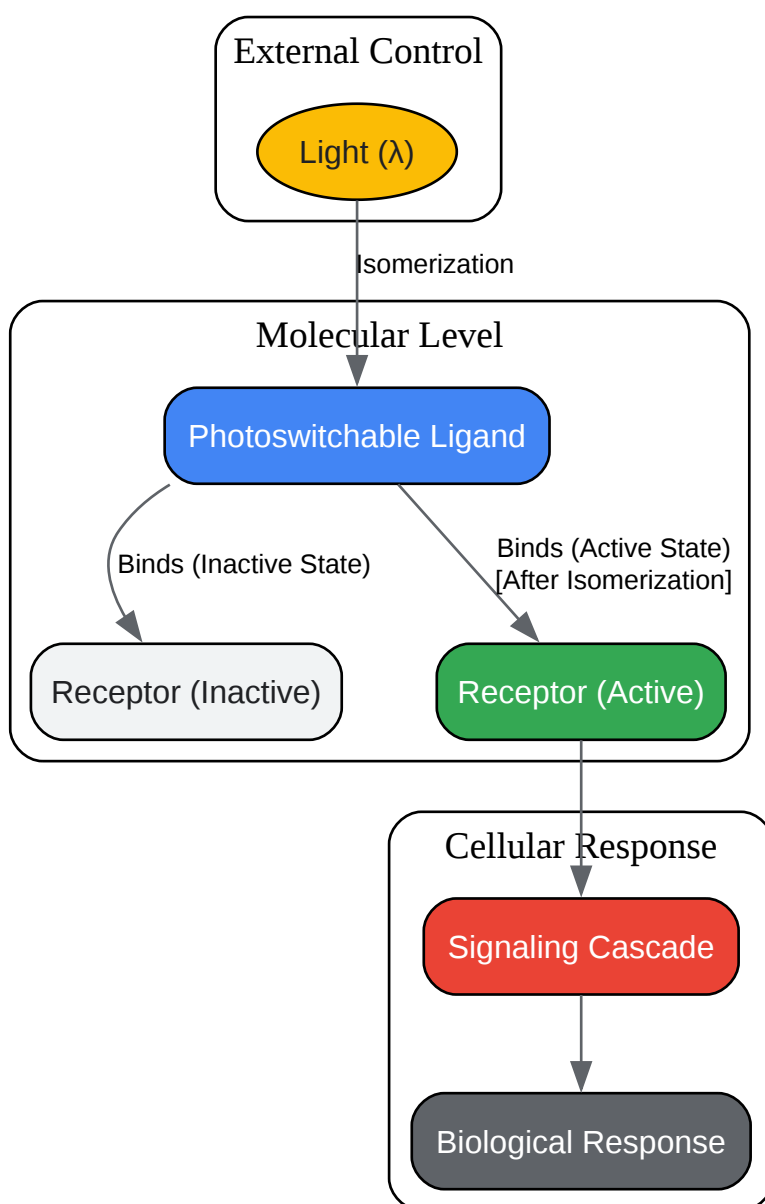 External Control
Light (λ)
Isomerization
Molecular Level
Photoswitchable Ligand
Binds (Inactive State)
Binds (Active State)
[After Isomerization]
Receptor (Inactive)
Receptor (Active)
Cellular Response
Signaling Cascade
Biological Response